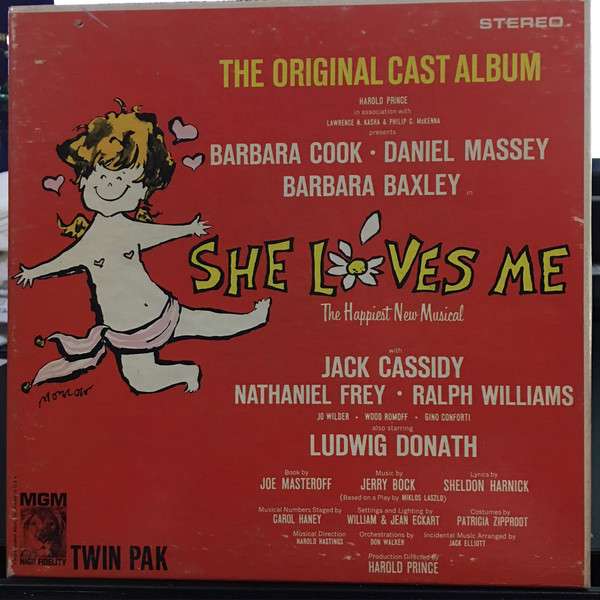 STEREO
THE ORIGINAL CAST ALBUM
HAROLD PRINCE
in association with
LAWRENCE N. KASHA & PHILIP C. McKENNA
presents
BARBARA COOK • DANIEL MASSEY
BARBARA BAXLEY in
SHE LOVES ME
The Happiest New Musical
with
JACK CASSIDY
NATHANIEL FREY • RALPH WILLIAMS
JO WILDER • WOOD ROMOFF • GINO CONFORTI
also starring
LUDWIG DONATH
Book by Music by Lyrics by
JOE MASTEROFF JERRY BOCK SHELDON HARNICK
(Based on a Play by MIKLOS LASZLO)
Musical Numbers Staged by Settings and Lighting by Costumes by
CAROL HANEY WILLIAM & JEAN ECKART PATRICIA ZIPPRODT
Musical Direction Orchestrations by Incidental Music Arranged by
HAROLD HASTINGS DON WALKER JACK ELLIOTT
Production Directed by
HAROLD PRINCE
morrow
MGM
HIGH FIDELITY
TWIN PAK